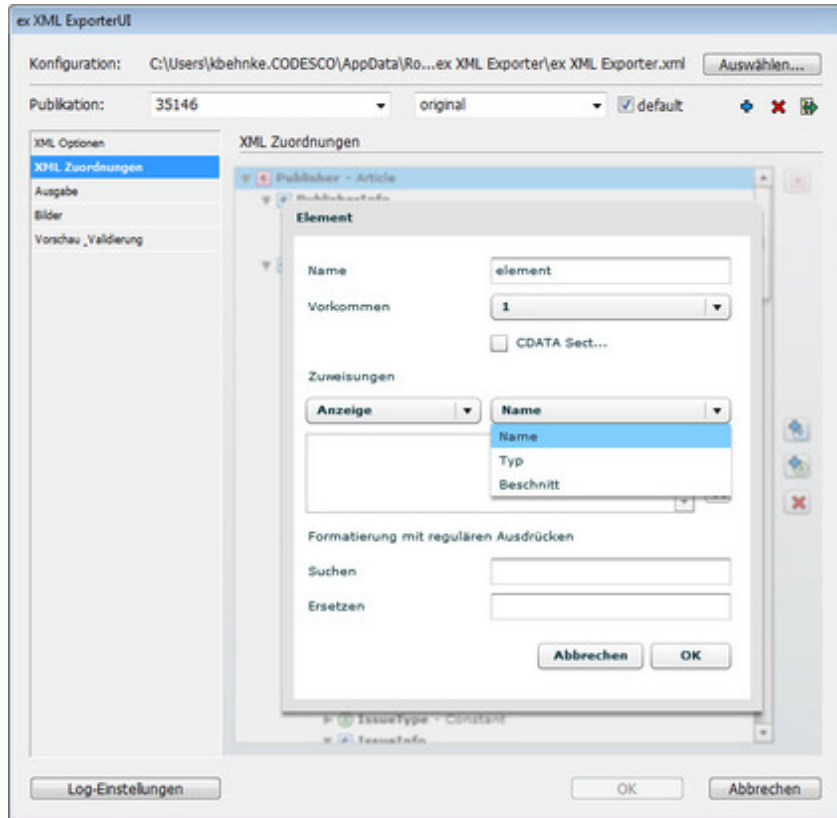 ex XML ExporterUI
Konfiguration: C:\Users\kbehnke.CODESCO\AppData\Ro...ex XML Exporter\ex XML Exporter.xml Auswählen...
Publikation: 35146 original default
XML Optionen
XML Zuordnungen
Ausgabe
Bilder
Vorschau_Validierung
XML Zuordnungen
Publisher - Article
PublisherInfo
Element
Name element
Vorkommen 1
CDATA Sect...
Zuweisungen
Anzeige Name
Name
Typ
Beschnitt
Formatierung mit regulären Ausdrücken
Suchen
Ersetzen
Abbrechen OK
IssueType - Constant
IssueInfo
Log-Einstellungen OK Abbrechen